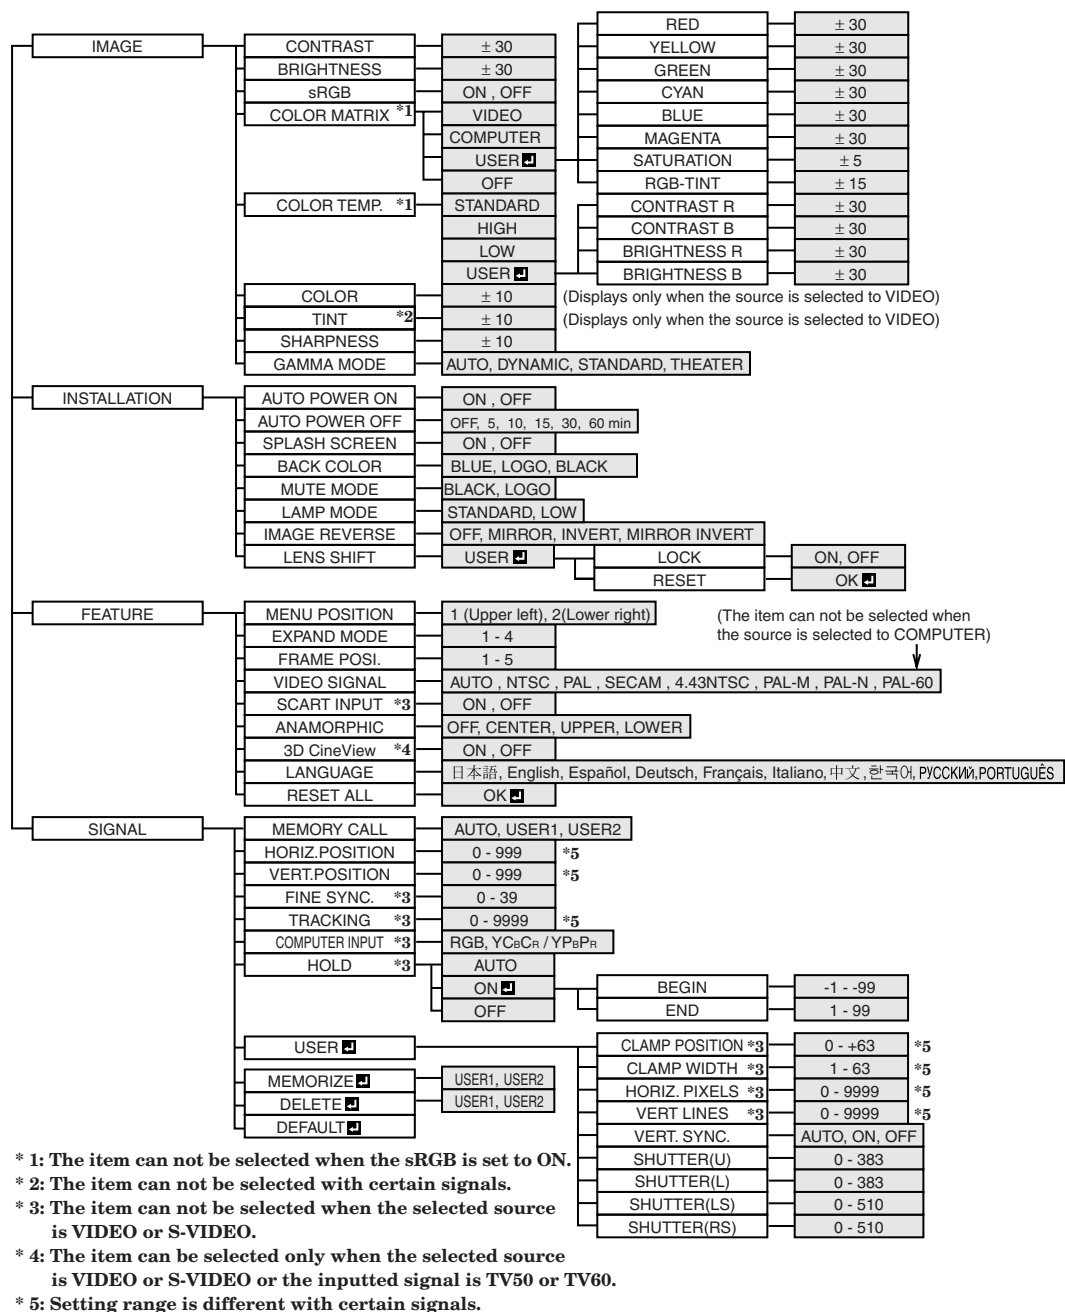 RED ± 30
IMAGE CONTRAST ± 30 YELLOW ± 30
BRIGHTNESS ± 30 GREEN ± 30
sRGB ON , OFF CYAN ± 30
COLOR MATRIX *1 VIDEO BLUE ± 30
COMPUTER MAGENTA ± 30
USER SATURATION ± 5
OFF RGB-TINT ± 15
COLOR TEMP. *1 STANDARD CONTRAST R ± 30
HIGH CONTRAST B ± 30
LOW BRIGHTNESS R ± 30
USER BRIGHTNESS B ± 30
COLOR ± 10 (Displays only when the source is selected to VIDEO)
TINT *2 ± 10 (Displays only when the source is selected to VIDEO)
SHARPNESS ± 10
GAMMA MODE AUTO, DYNAMIC, STANDARD, THEATER
INSTALLATION AUTO POWER ON ON , OFF
AUTO POWER OFF OFF, 5, 10, 15, 30, 60 min
SPLASH SCREEN ON , OFF
BACK COLOR BLUE, LOGO, BLACK
MUTE MODE BLACK, LOGO
LAMP MODE STANDARD, LOW
IMAGE REVERSE OFF, MIRROR, INVERT, MIRROR INVERT
LENS SHIFT USER LOCK ON, OFF
RESET OK
FEATURE MENU POSITION 1 (Upper left), 2(Lower right) (The item can not be selected when
EXPAND MODE 1 - 4 the source is selected to COMPUTER)
FRAME POSI. 1 - 5
VIDEO SIGNAL AUTO , NTSC , PAL , SECAM , 4.43NTSC , PAL-M , PAL-N , PAL-60
SCART INPUT *3 ON , OFF
ANAMORPHIC OFF, CENTER, UPPER, LOWER
3D CineView *4 ON , OFF
LANGUAGE 日本語, English, Español, Deutsch, Français, Italiano, 中文, 한국어, РУССКИЙ, PORTUGUÊS
RESET ALL OK
SIGNAL MEMORY CALL AUTO, USER1, USER2
HORIZ.POSITION 0 - 999 *5
VERT.POSITION 0 - 999 *5
FINE SYNC. *3 0 - 39
TRACKING *3 0 - 9999 *5
COMPUTER INPUT *3 RGB, YCBCR / YPBPR
HOLD *3 AUTO
ON BEGIN -1 - -99
OFF END 1 - 99
USER CLAMP POSITION *3 0 - +63 *5
CLAMP WIDTH *3 1 - 63 *5
MEMORIZE USER1, USER2 HORIZ. PIXELS *3 0 - 9999 *5
DELETE USER1, USER2 VERT LINES *3 0 - 9999 *5
DEFAULT VERT. SYNC. AUTO, ON, OFF
SHUTTER(U) 0 - 383
SHUTTER(L) 0 - 383
SHUTTER(LS) 0 - 510
SHUTTER(RS) 0 - 510
* 1: The item can not be selected when the sRGB is set to ON.
* 2: The item can not be selected with certain signals.
* 3: The item can not be selected when the selected source
is VIDEO or S-VIDEO.
* 4: The item can be selected only when the selected source
is VIDEO or S-VIDEO or the inputted signal is TV50 or TV60.
* 5: Setting range is different with certain signals.